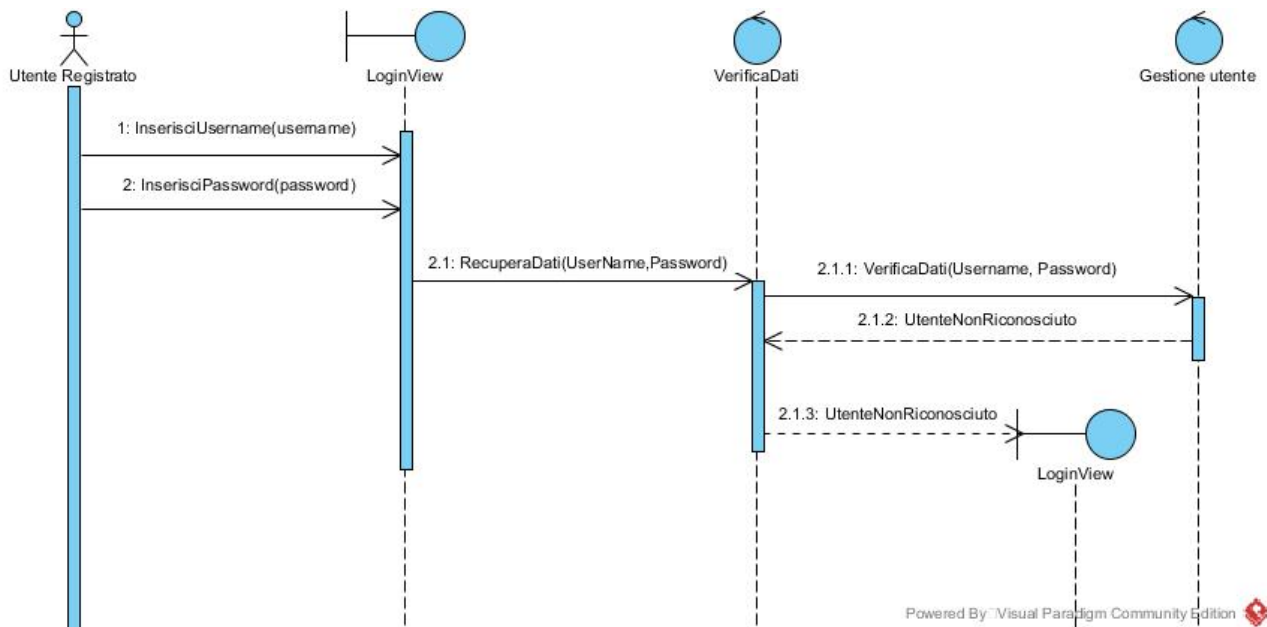 Utente Registrato
LoginView
VerificaDati
Gestione utente
1: InserisciUsername(username)
2: InserisciPassword(password)
2.1: RecuperaDati(UserName,Password)
2.1.1: VerificaDati(Username, Password)
2.1.2: UtenteNonRiconosciuto
2.1.3: UtenteNonRiconosciuto
LoginView
Powered By Visual Paradigm Community Edition